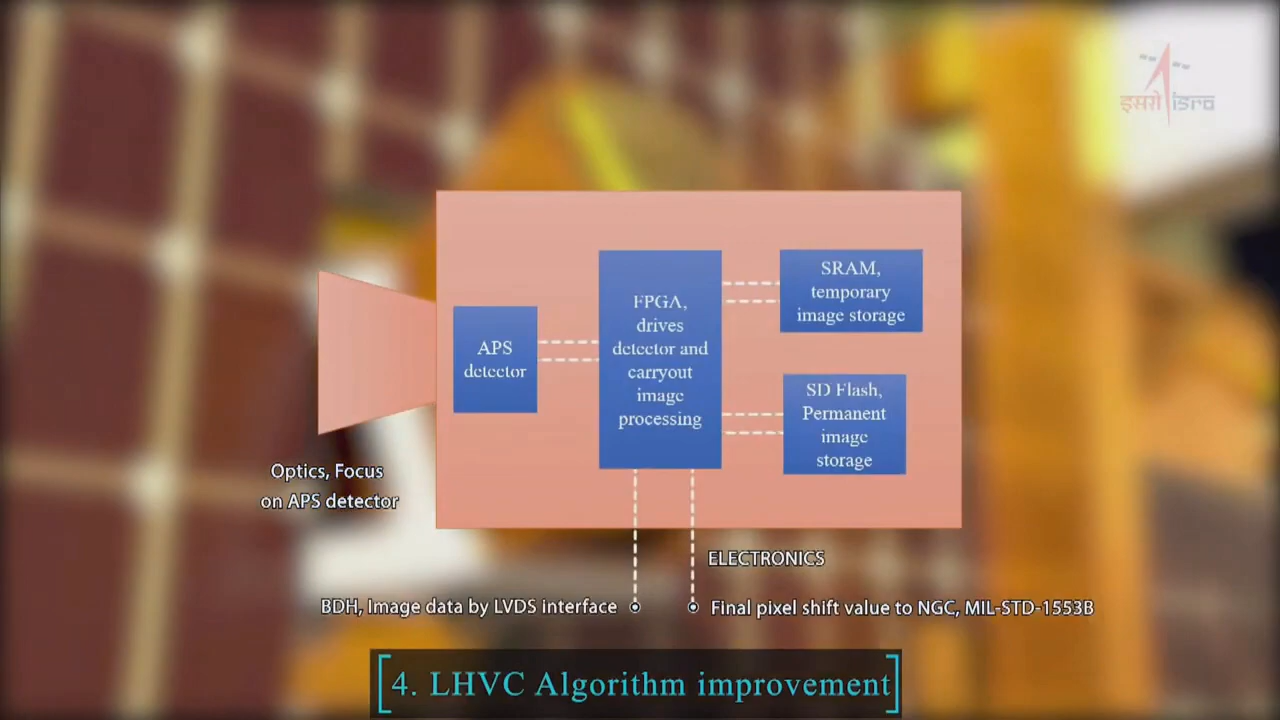 इसरो isro
APS
detector
FPGA,
drives
detector and
carryout
image
processing
SRAM,
temporary
image storage
SD Flash,
Permanent
image
storage
Optics, Focus
on APS detector
ELECTRONICS
BDH, Image data by LVDS interface
Final pixel shift value to NGC, MIL-STD-1553B
[4. LHVC Algorithm improvement]